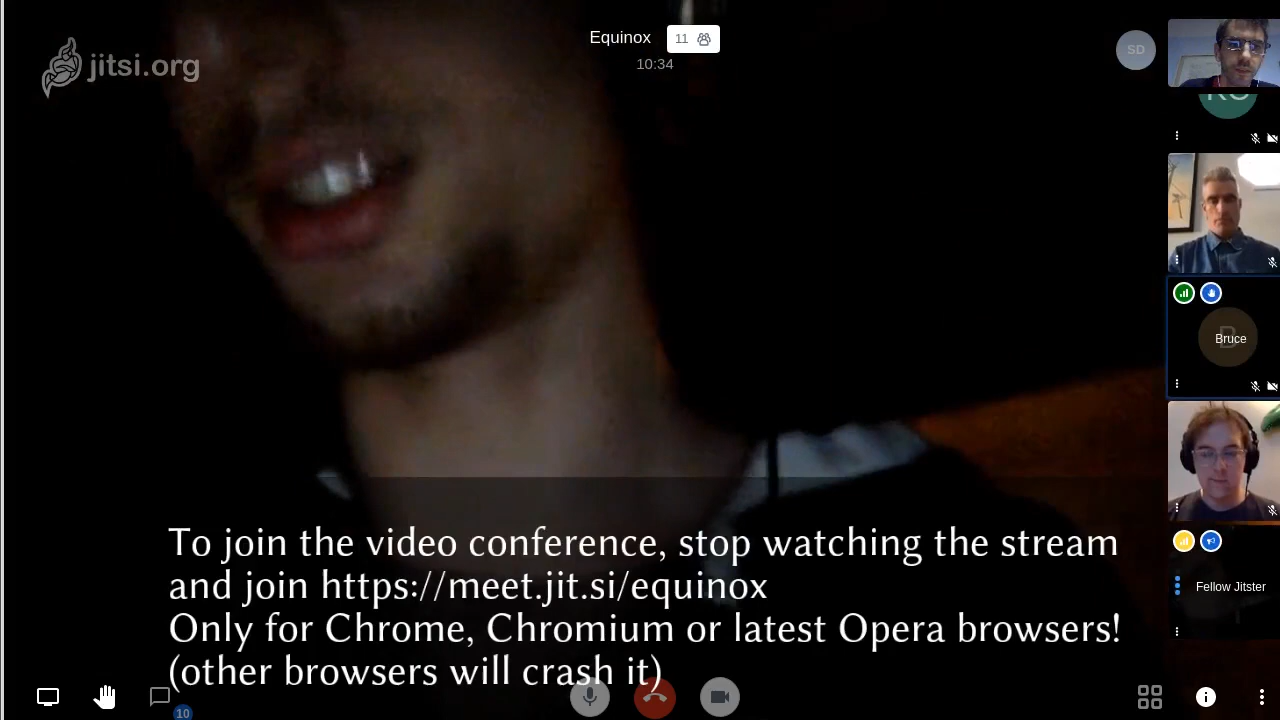 jitsi.org
Equinox 11
10:34
SD
Bruce
Fellow Jitster
To join the video conference, stop watching the stream
and join https://meet.jit.si/equinox
Only for Chrome, Chromium or latest Opera browsers!
(other browsers will crash it)
10